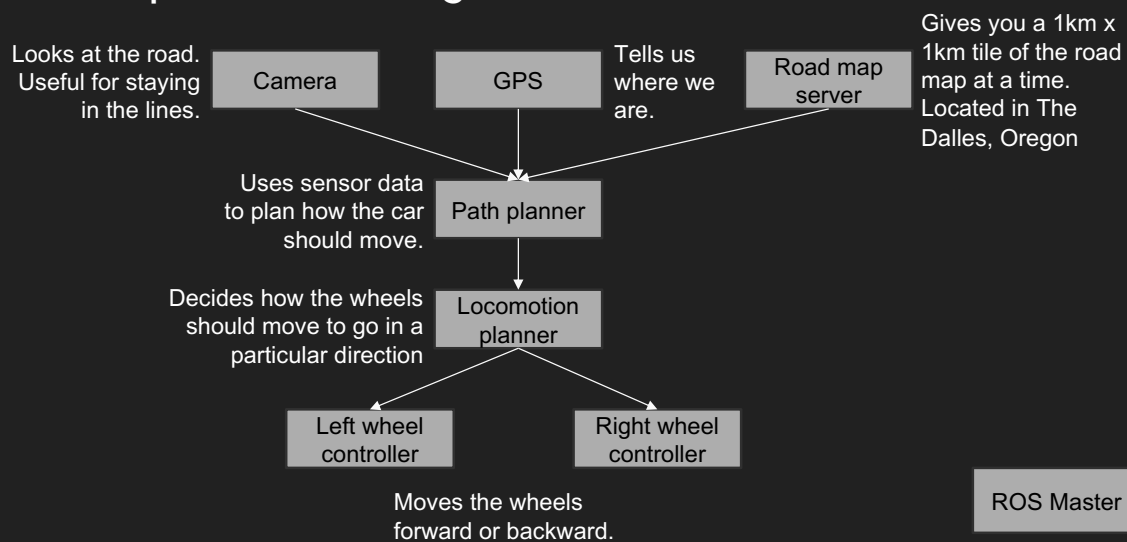 Looks at the road.
Useful for staying
in the lines.
Camera
GPS
Tells us
where we
are.
Road map
server
Gives you a 1km x
1km tile of the road
map at a time.
Located in The
Dalles, Oregon
Uses sensor data
to plan how the car
should move.
Path planner
Decides how the wheels
should move to go in a
particular direction
Locomotion
planner
Left wheel
controller
Right wheel
controller
Moves the wheels
forward or backward.
ROS Master